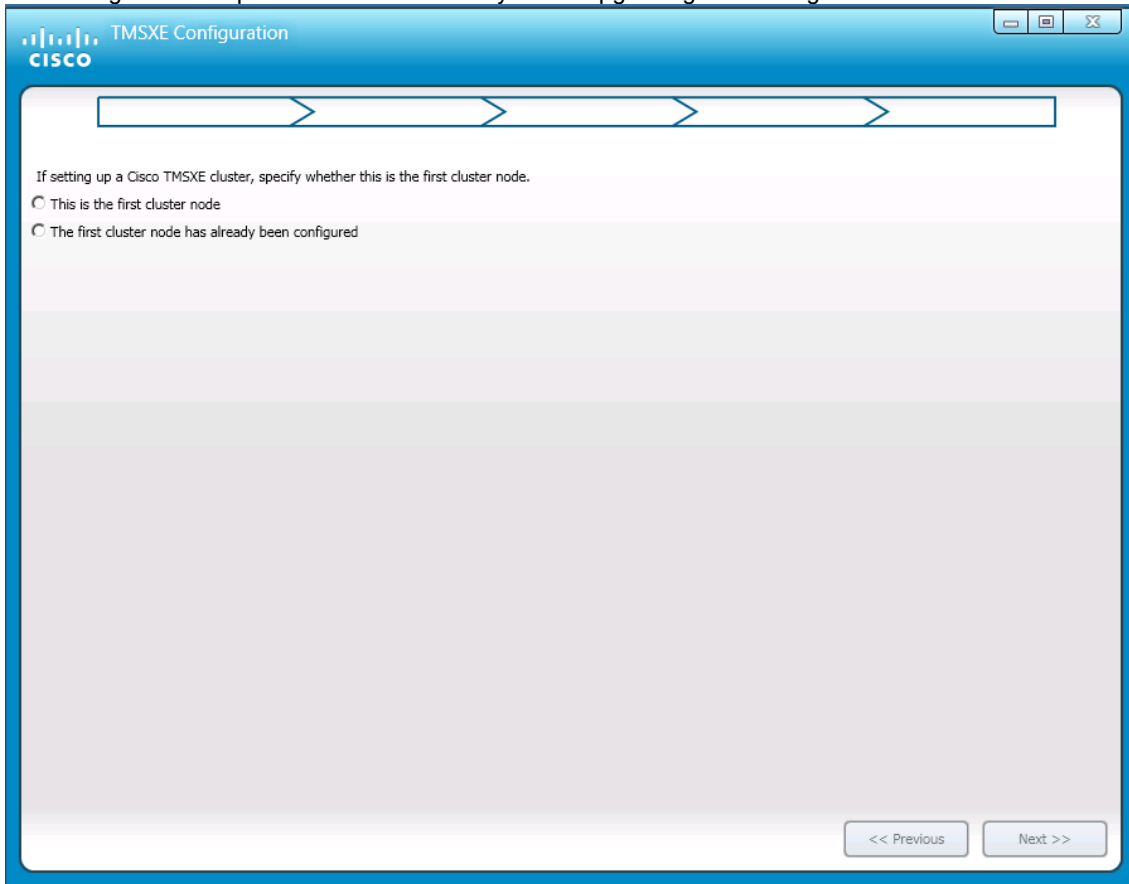 TMSXE Configuration
CISCO
If setting up a Cisco TMSXE cluster, specify whether this is the first cluster node.
This is the first cluster node
The first cluster node has already been configured
<< Previous
Next >>